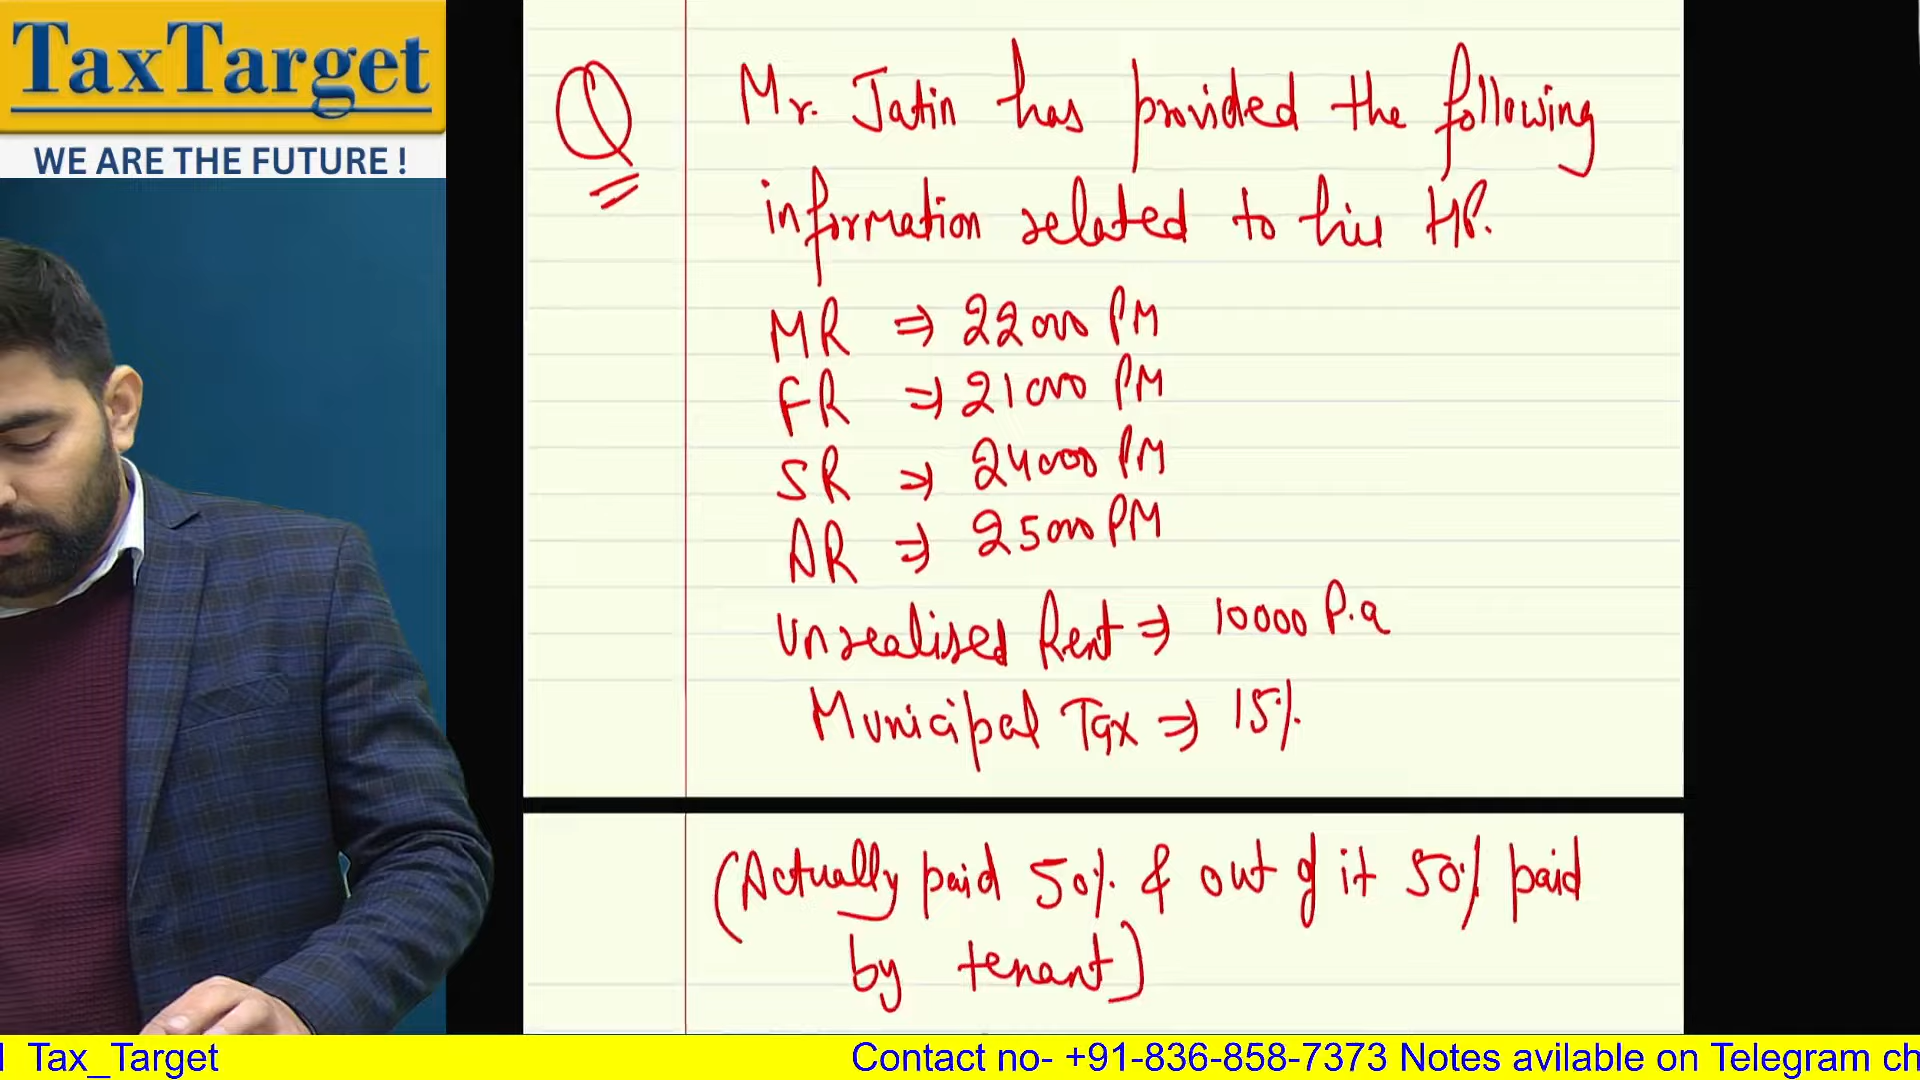 TaxTarget
WE ARE THE FUTURE !
Q
Mr. Jatin has provided the following
information related to his HP.
MR ⇒ 22000 PM
FR ⇒ 21000 PM
SR ⇒ 24000 PM
AR ⇒ 25000 PM
Unrealised Rent ⇒ 10000 P.a
Municipal Tax ⇒ 15%
(Actually paid 50% & out of it 50% paid
by tenant)
Tax_Target Contact no- +91-836-858-7373 Notes avilable on Telegram ch